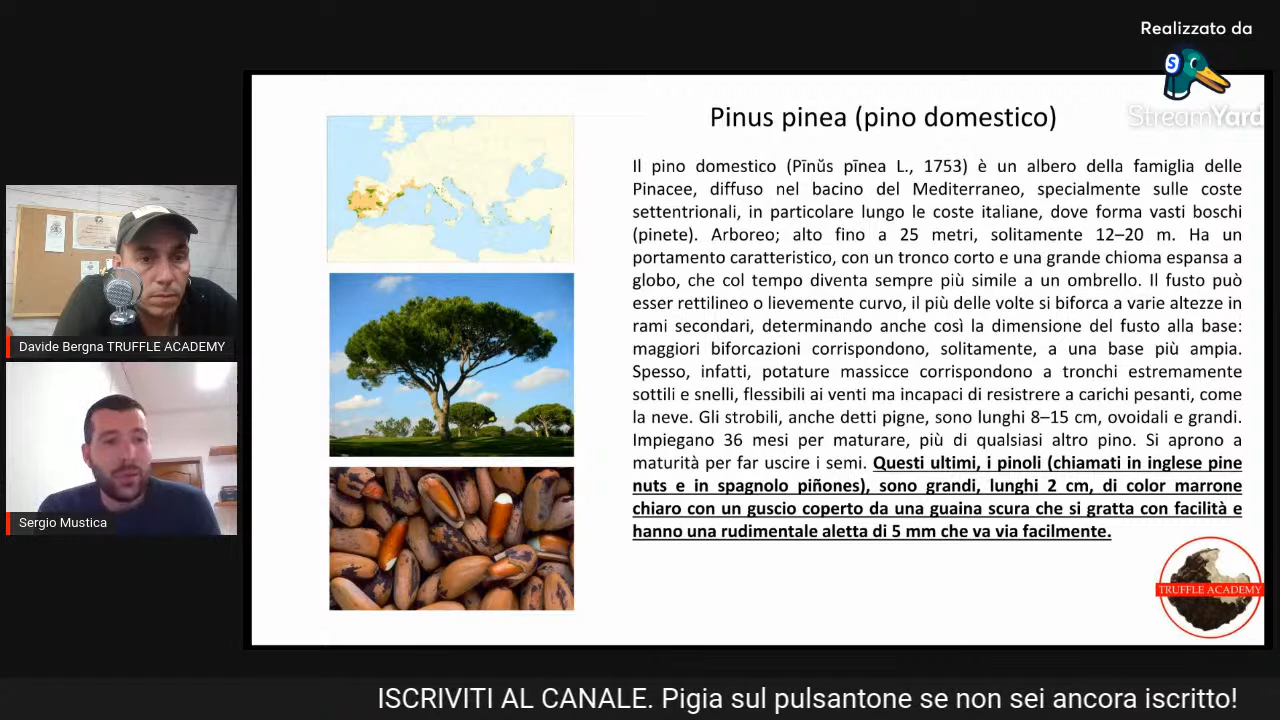 Realizzato da
StreamYard
Pinus pinea (pino domestico)
Il pino domestico (Pīnŭs pīnea L., 1753) è un albero della famiglia delle
Pinacee, diffuso nel bacino del Mediterraneo, specialmente sulle coste
settentrionali, in particolare lungo le coste italiane, dove forma vasti boschi
(pinete). Arboreo; alto fino a 25 metri, solitamente 12–20 m. Ha un
portamento caratteristico, con un tronco corto e una grande chioma espansa a
globo, che col tempo diventa sempre più simile a un ombrello. Il fusto può
esser rettilineo o lievemente curvo, il più delle volte si biforca a varie altezze in
rami secondari, determinando anche così la dimensione del fusto alla base:
maggiori biforcazioni corrispondono, solitamente, a una base più ampia.
Spesso, infatti, potature massicce corrispondono a tronchi estremamente
sottili e snelli, flessibili ai venti ma incapaci di resistrere a carichi pesanti, come
la neve. Gli strobili, anche detti pigne, sono lunghi 8–15 cm, ovoidali e grandi.
Impiegano 36 mesi per maturare, più di qualsiasi altro pino. Si aprono a
maturità per far uscire i semi. Questi ultimi, i pinoli (chiamati in inglese pine
nuts e in spagnolo piñones), sono grandi, lunghi 2 cm, di color marrone
chiaro con un guscio coperto da una guaina scura che si gratta con facilità e
hanno una rudimentale aletta di 5 mm che va via facilmente.
Davide Bergna TRUFFLE ACADEMY
Sergio Mustica
TRUFFLE ACADEMY
ISCRIVITI AL CANALE. Pigia sul pulsantone se non sei ancora iscritto!